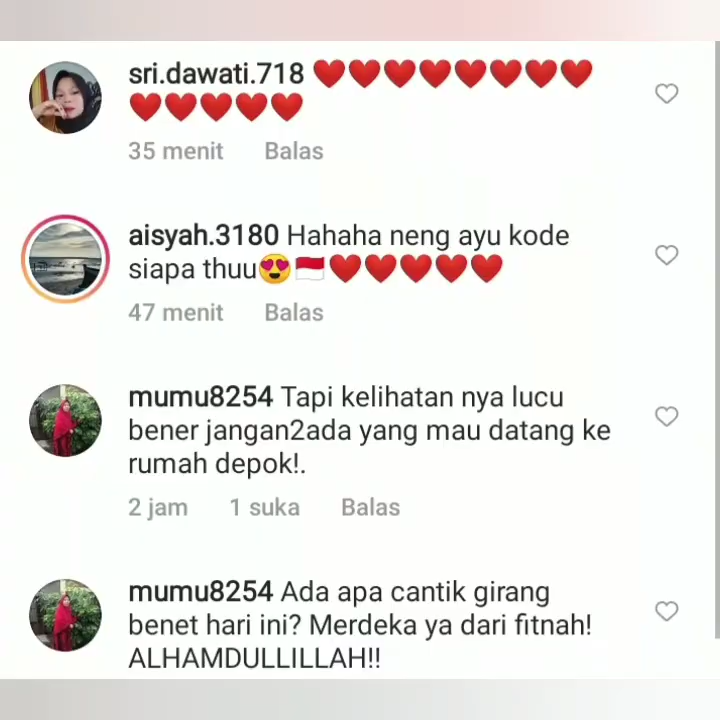 sri.dawati.718 ❤️❤️❤️❤️❤️❤️❤️❤️
❤️❤️❤️❤️❤️
35 menit Balas
aisyah.3180 Hahaha neng ayu kode
siapa thuu😍🇮🇩❤️❤️❤️❤️❤️
47 menit Balas
mumu8254 Tapi kelihatan nya lucu
bener jangan2ada yang mau datang ke
rumah depok!.
2 jam 1 suka Balas
mumu8254 Ada apa cantik girang
benet hari ini? Merdeka ya dari fitnah!
ALHAMDULLILLAH!!